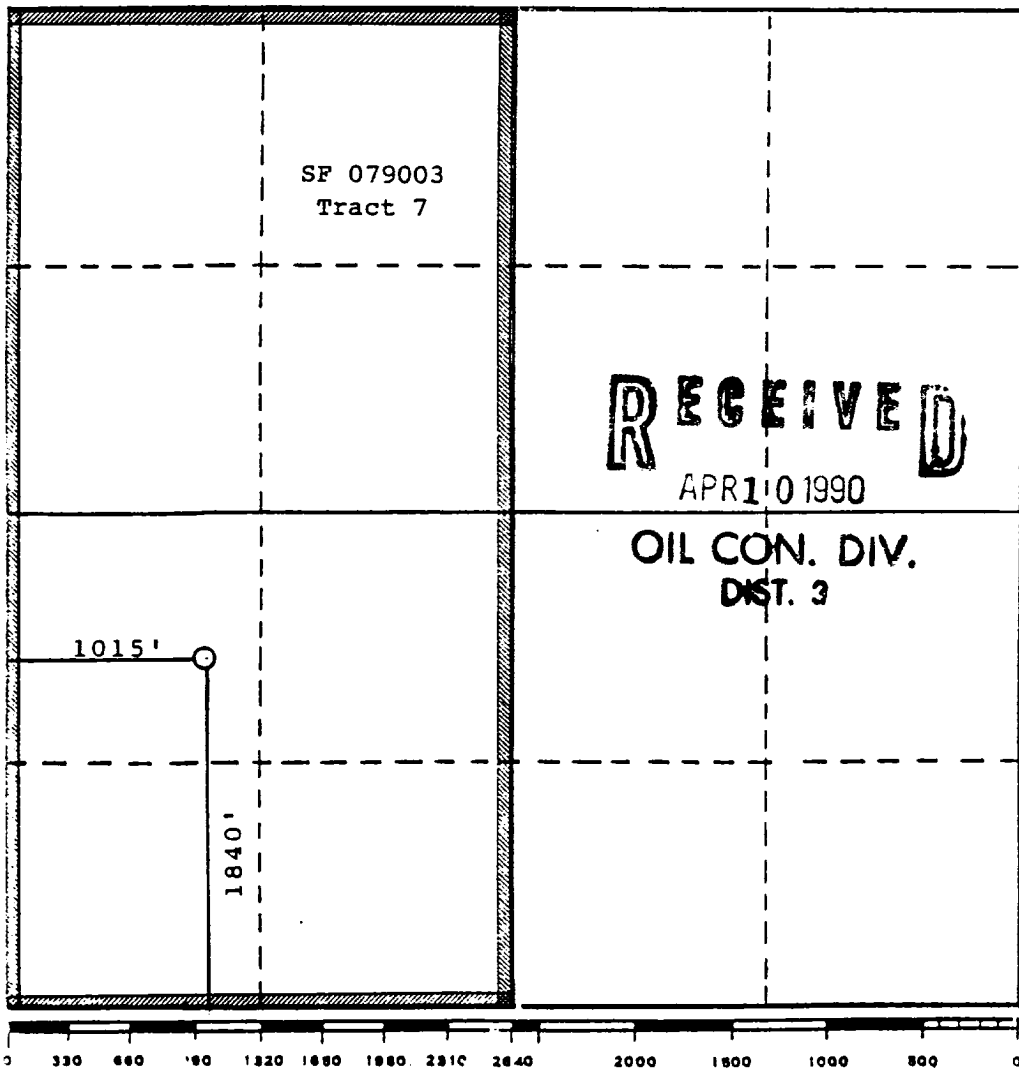 SF 079003
Tract 7
RECEIVED
APR 10 1990
OIL CON. DIV.
DIST. 3
1015'
1840'
0 330 660 990 1320 1650 1980 2310 2640 2000 1500 1000 500 0